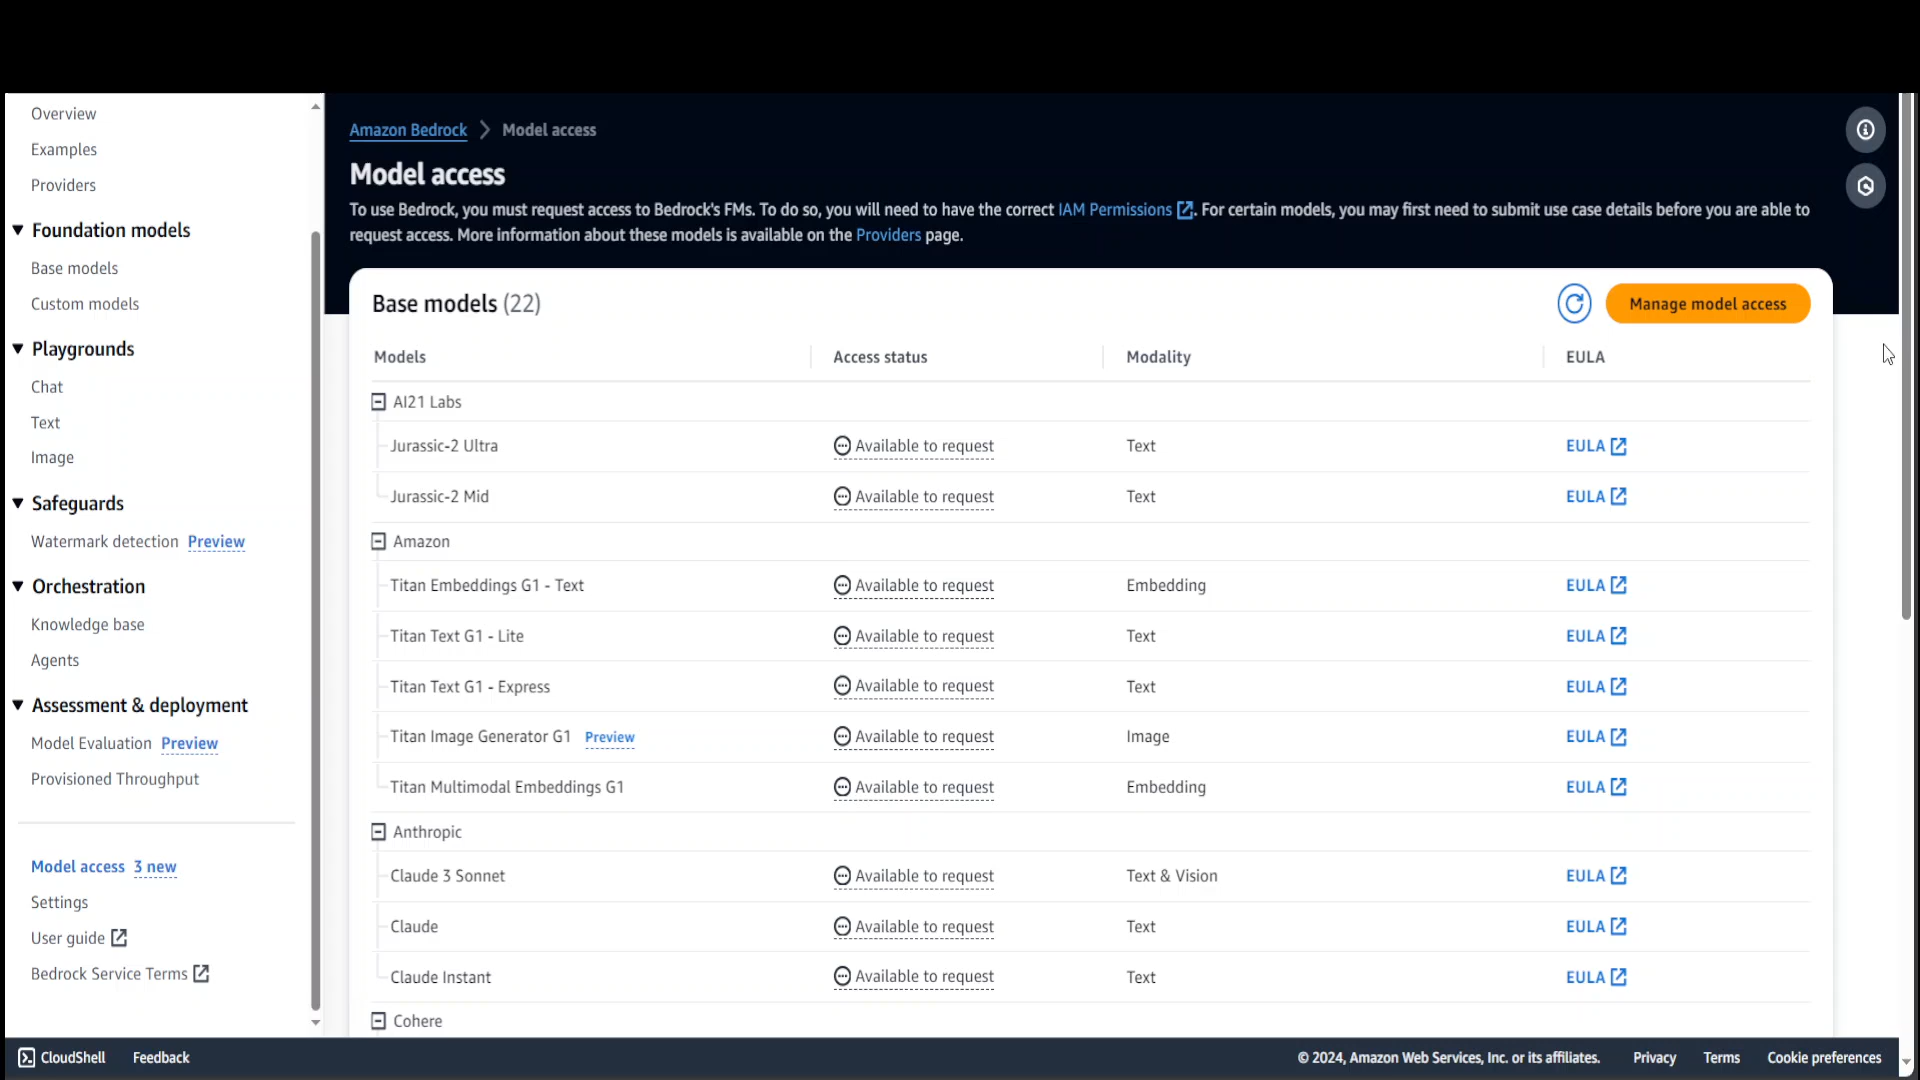 Overview
Examples
Providers
Foundation models
Base models
Custom models
Playgrounds
Chat
Text
Image
Safeguards
Watermark detection Preview
Orchestration
Knowledge base
Agents
Assessment & deployment
Model Evaluation Preview
Provisioned Throughput
Model access 3 new
Settings
User guide
Bedrock Service Terms
Amazon Bedrock Model access
Model access
To use Bedrock, you must request access to Bedrock's FMs. To do so, you will need to have the correct IAM Permissions. For certain models, you may first need to submit use case details before you are able to
request access. More information about these models is available on the Providers page.
Base models (22) Manage model access
Models Access status Modality EULA
AI21 Labs
Jurassic-2 Ultra Available to request Text EULA
Jurassic-2 Mid Available to request Text EULA
Amazon
Titan Embeddings G1 - Text Available to request Embedding EULA
Titan Text G1 - Lite Available to request Text EULA
Titan Text G1 - Express Available to request Text EULA
Titan Image Generator G1 Preview Available to request Image EULA
Titan Multimodal Embeddings G1 Available to request Embedding EULA
Anthropic
Claude 3 Sonnet Available to request Text & Vision EULA
Claude Available to request Text EULA
Claude Instant Available to request Text EULA
Cohere
CloudShell Feedback © 2024, Amazon Web Services, Inc. or its affiliates. Privacy Terms Cookie preferences